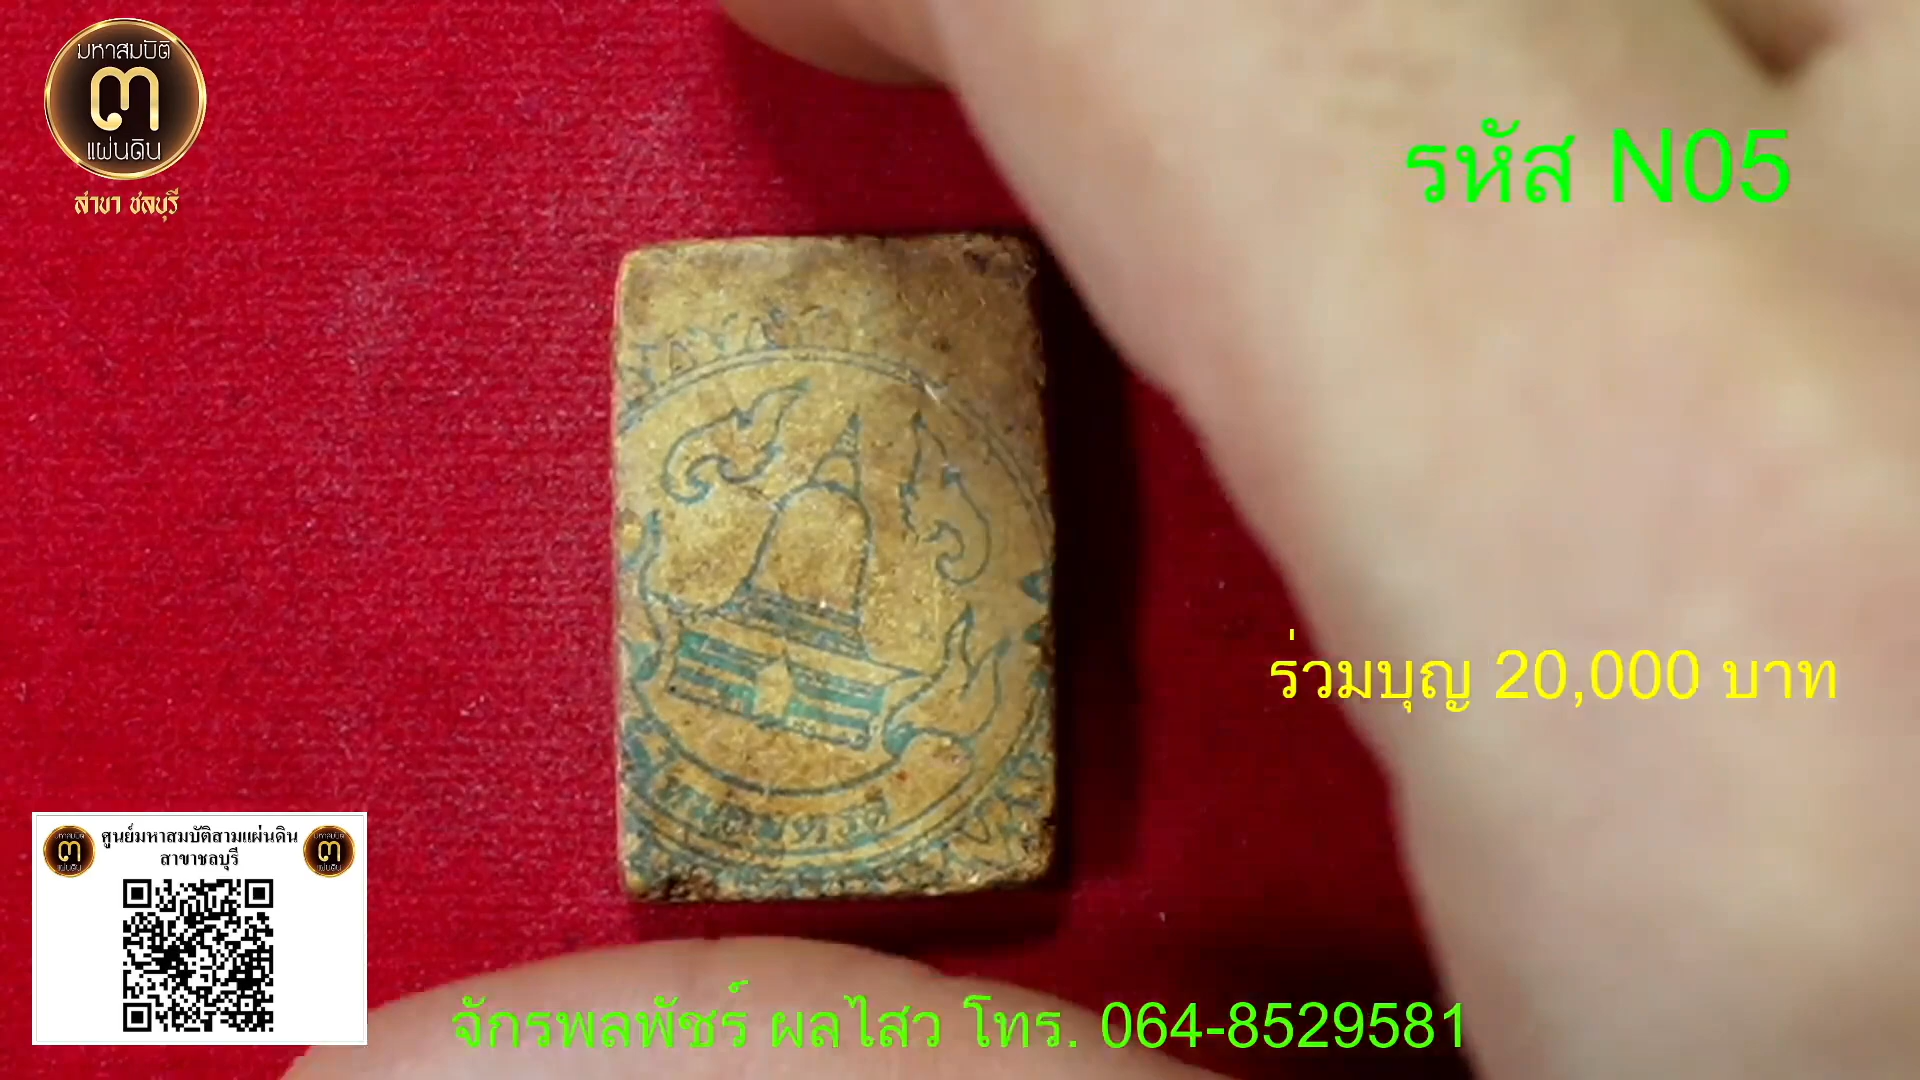 มหาสมบัติ
๓
แผ่นดิน
สาขา ชลบุรี
รหัส N05
ร่วมบุญ 20,000 บาท
ศูนย์มหาสมบัติสามแผ่นดิน
สาขาชลบุรี
จักรพลพัชร์ ผลไสว โทร. 064-8529581